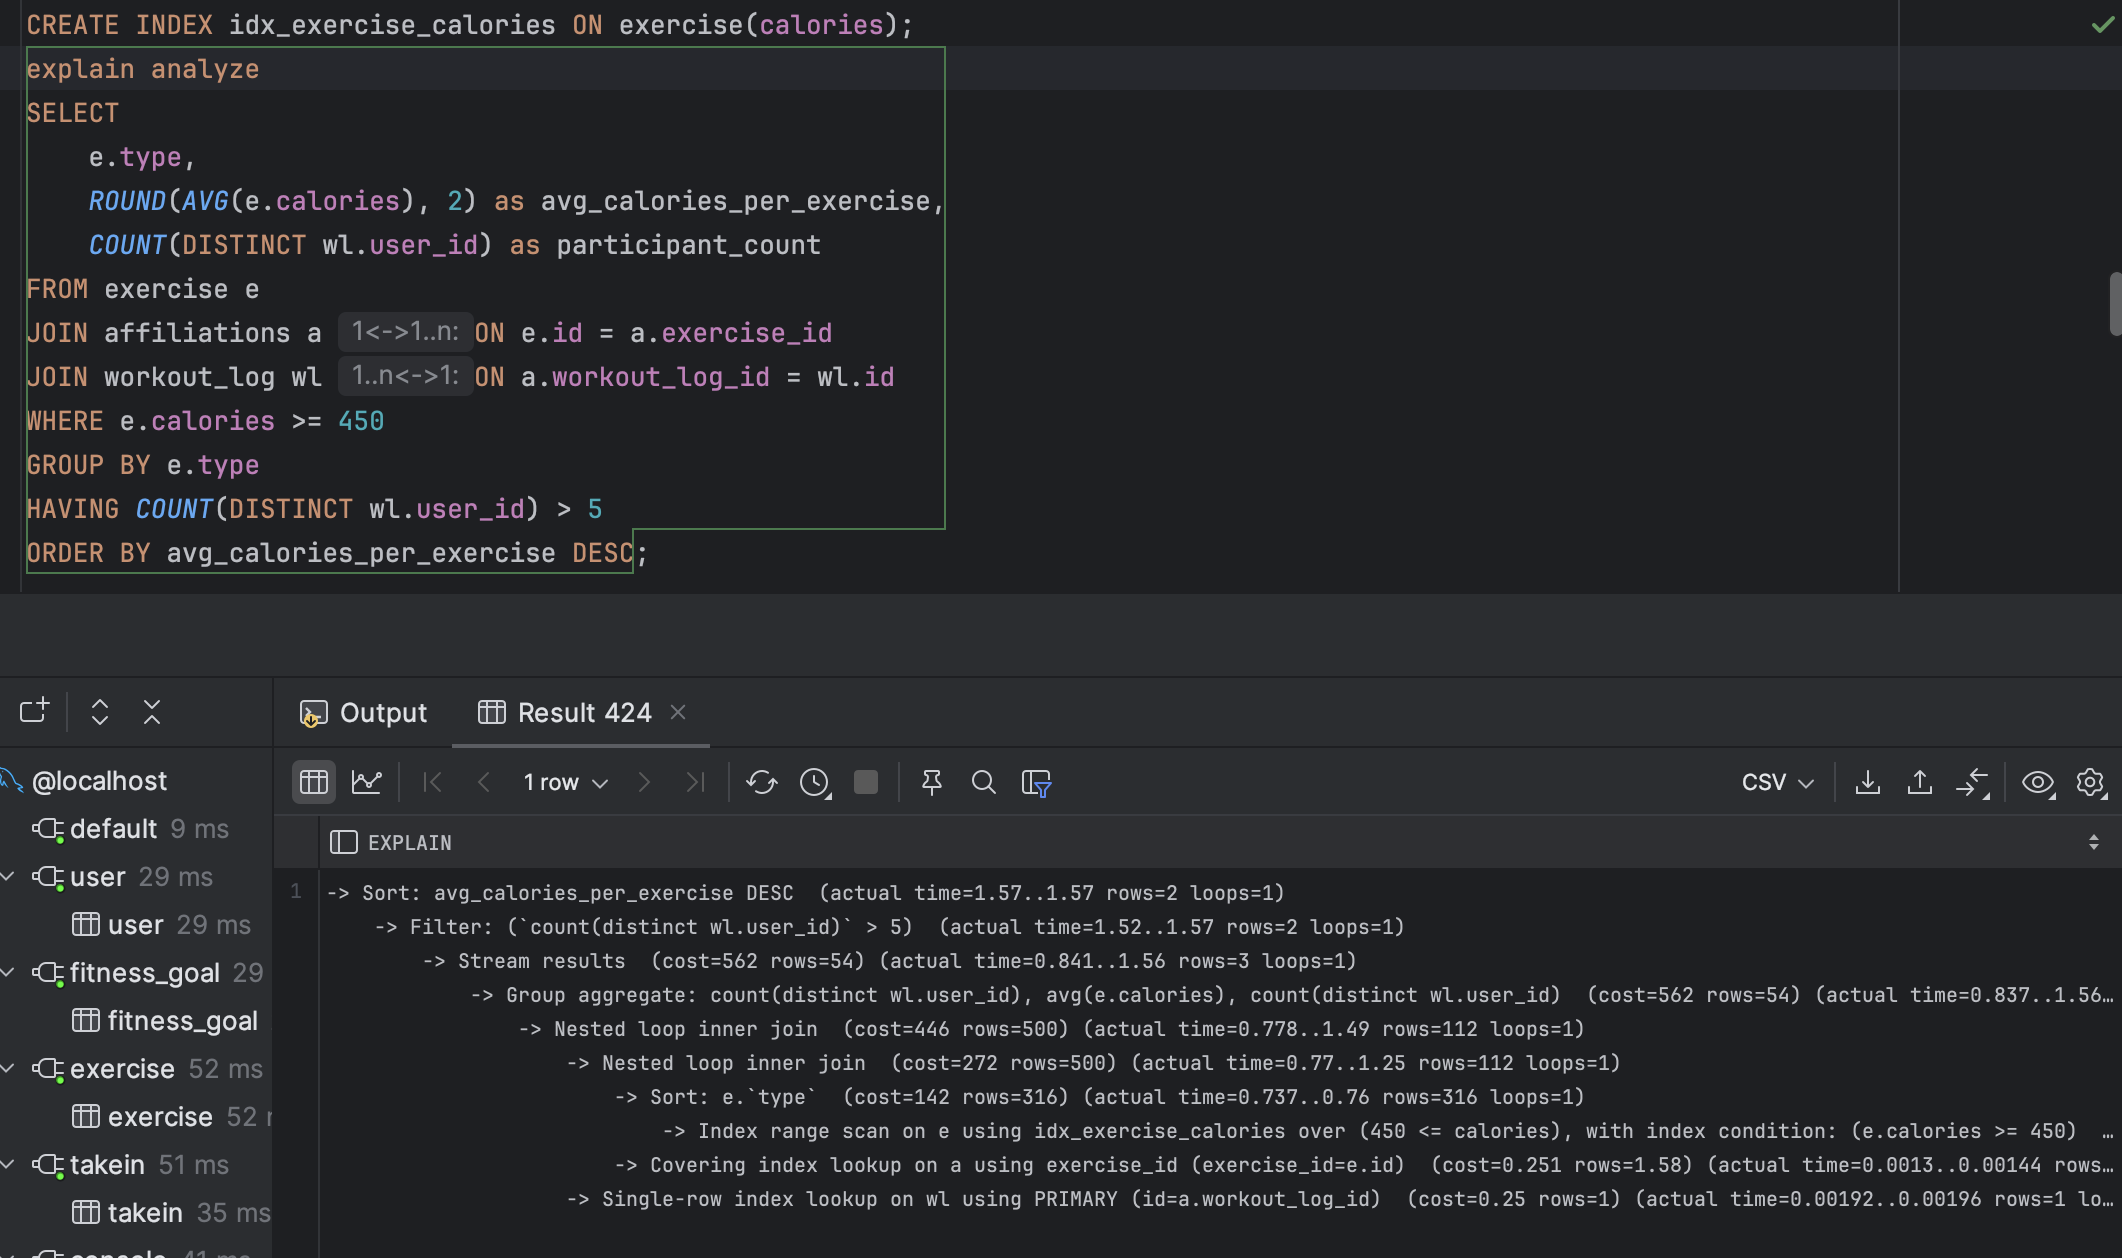 CREATE INDEX idx_exercise_calories ON exercise(calories);
explain analyze
SELECT
e.type,
ROUND(AVG(e.calories), 2) as avg_calories_per_exercise,
COUNT(DISTINCT wl.user_id) as participant_count
FROM exercise e
JOIN affiliations a 1<->1..n: ON e.id = a.exercise_id
JOIN workout_log wl 1..n<->1: ON a.workout_log_id = wl.id
WHERE e.calories >= 450
GROUP BY e.type
HAVING COUNT(DISTINCT wl.user_id) > 5
ORDER BY avg_calories_per_exercise DESC;
Output
Result 424
@localhost
default 9 ms
user 29 ms
user 29 ms
fitness_goal 29
fitness_goal
exercise 52 ms
exercise 52
takein 51 ms
takein 35 ms
1 row
CSV
EXPLAIN
1
-> Sort: avg_calories_per_exercise DESC  (actual time=1.57..1.57 rows=2 loops=1)
-> Filter: (`count(distinct wl.user_id)` > 5)  (actual time=1.52..1.57 rows=2 loops=1)
-> Stream results  (cost=562 rows=54) (actual time=0.841..1.56 rows=3 loops=1)
-> Group aggregate: count(distinct wl.user_id), avg(e.calories), count(distinct wl.user_id)  (cost=562 rows=54) (actual time=0.837..1.56…
-> Nested loop inner join  (cost=446 rows=500) (actual time=0.778..1.49 rows=112 loops=1)
-> Nested loop inner join  (cost=272 rows=500) (actual time=0.77..1.25 rows=112 loops=1)
-> Sort: e.`type`  (cost=142 rows=316) (actual time=0.737..0.76 rows=316 loops=1)
-> Index range scan on e using idx_exercise_calories over (450 <= calories), with index condition: (e.calories >= 450)  …
-> Covering index lookup on a using exercise_id (exercise_id=e.id)  (cost=0.251 rows=1.58) (actual time=0.0013..0.00144 rows…
-> Single-row index lookup on wl using PRIMARY (id=a.workout_log_id)  (cost=0.25 rows=1) (actual time=0.00192..0.00196 rows=1 lo…